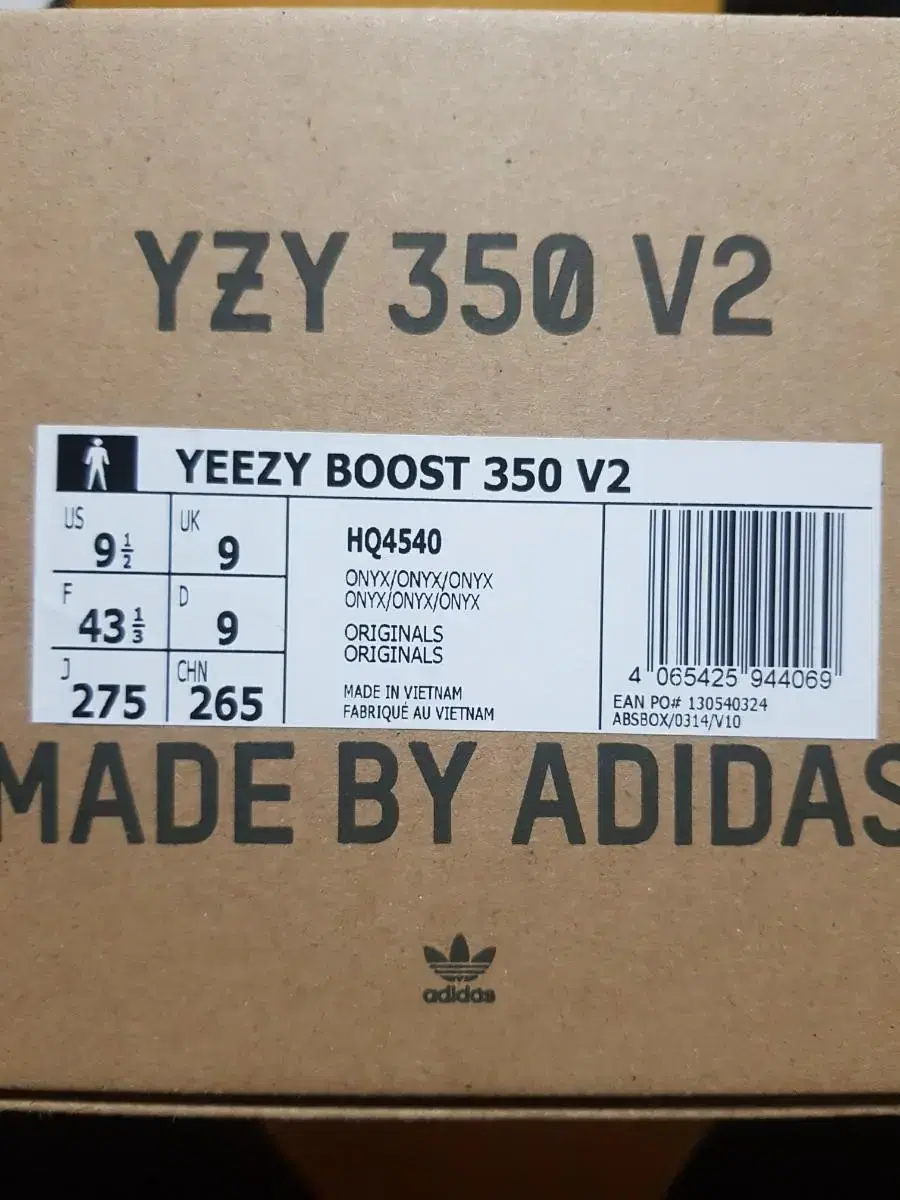 YZY 350 V2
YEEZY BOOST 350 V2
US
9 1/2
UK
9
F
43 1/3
D
9
J
275
CHN
265
HQ4540
ONYX/ONYX/ONYX
ONYX/ONYX/ONYX
ORIGINALS
ORIGINALS
MADE IN VIETNAM
FABRIQUÉ AU VIETNAM
4 065425 944069
EAN PO# 130540324
ABSBOX/0314/V10
MADE BY ADIDAS
adidas